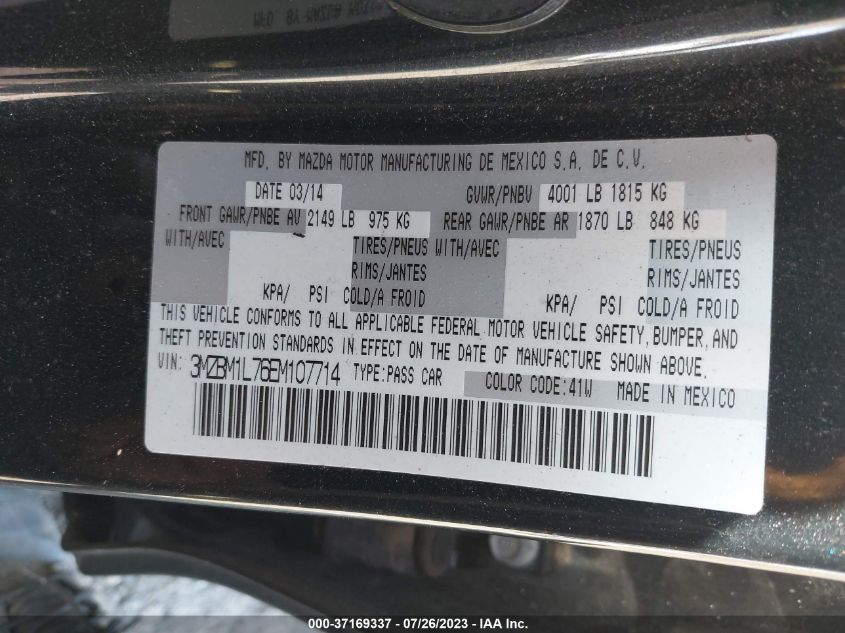 MFD. BY MAZDA MOTOR MANUFACTURING DE MEXICO S.A. DE C.V.
DATE 03/14 GVWR/PNBV 4001 LB 1815 KG
FRONT GAWR/PNBE AV 2149 LB 975 KG REAR GAWR/PNBE AR 1870 LB 848 KG
WITH/AVEC TIRES/PNEUS WITH/AVEC TIRES/PNEUS
RIMS/JANTES RIMS/JANTES
KPA/ PSI COLD/A FROID KPA/ PSI COLD/A FROID
THIS VEHICLE CONFORMS TO ALL APPLICABLE FEDERAL MOTOR VEHICLE SAFETY, BUMPER, AND
THEFT PREVENTION STANDARDS IN EFFECT ON THE DATE OF MANUFACTURE SHOWN ABOVE.
VIN: 3MZBM1L76EM107714 TYPE:PASS CAR COLOR CODE:41W MADE IN MEXICO
000-37169337 - 07/26/2023 - IAA Inc.